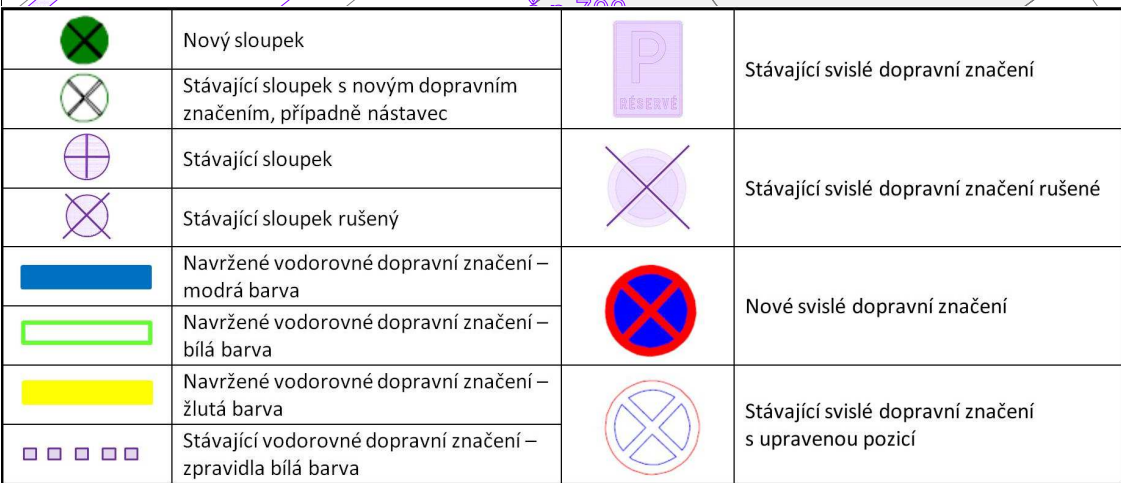 Nový sloupek
Stávající sloupek s novým dopravním
značením, případně nástavec
Stávající sloupek
Stávající sloupek rušený
Navržené vodorovné dopravní značení –
modrá barva
Navržené vodorovné dopravní značení –
bílá barva
Navržené vodorovné dopravní značení –
žlutá barva
Stávající vodorovné dopravní značení –
zpravidla bílá barva
P
RÉSERVÉ
Stávající svislé dopravní značení
Stávající svislé dopravní značení rušené
Nové svislé dopravní značení
Stávající svislé dopravní značení
s upravenou pozicí